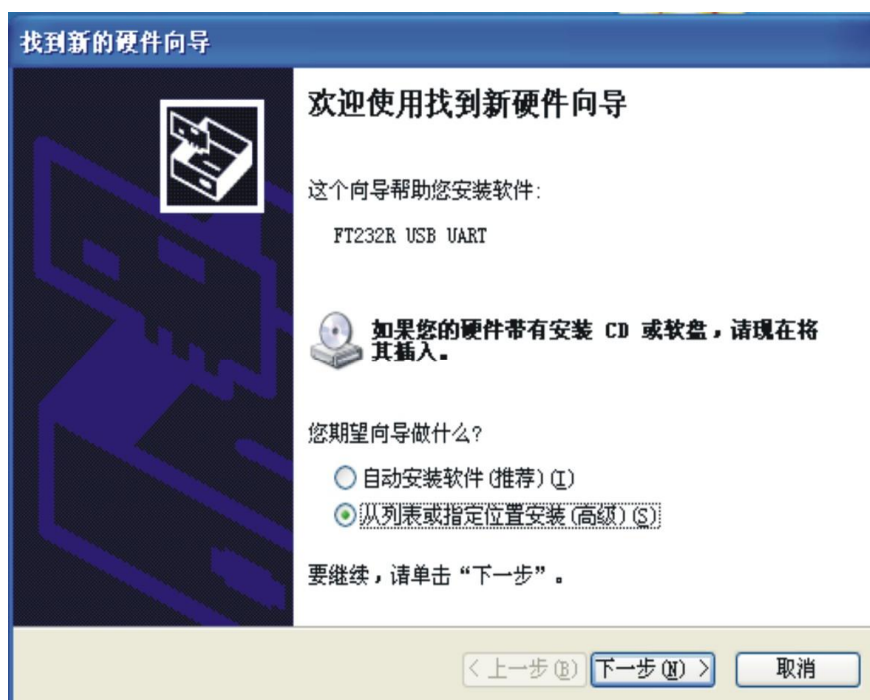 找到新的硬件向导
欢迎使用找到新硬件向导
这个向导帮助您安装软件:
FT232R USB UART
如果您的硬件带有安装 CD 或软盘，请现在将
其插入。
您期望向导做什么?
自动安装软件(推荐)(I)
从列表或指定位置安装(高级)(S)
要继续，请单击“下一步”。
< 上一步(B) 下一步(N) > 取消